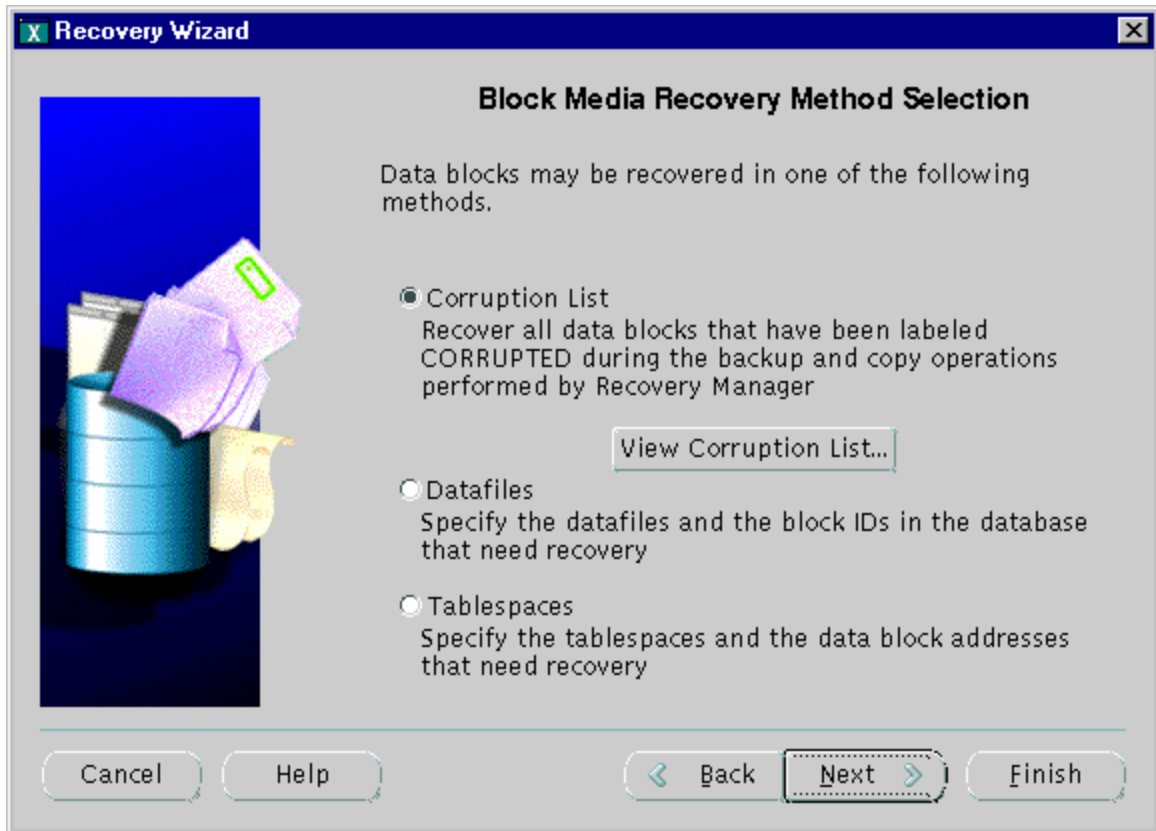 Recovery Wizard
Block Media Recovery Method Selection
Data blocks may be recovered in one of the following
methods.
Corruption List
Recover all data blocks that have been labeled
CORRUPTED during the backup and copy operations
performed by Recovery Manager
View Corruption List...
Datafiles
Specify the datafiles and the block IDs in the database
that need recovery
Tablespaces
Specify the tablespaces and the data block addresses
that need recovery
Cancel Help Back Next Finish